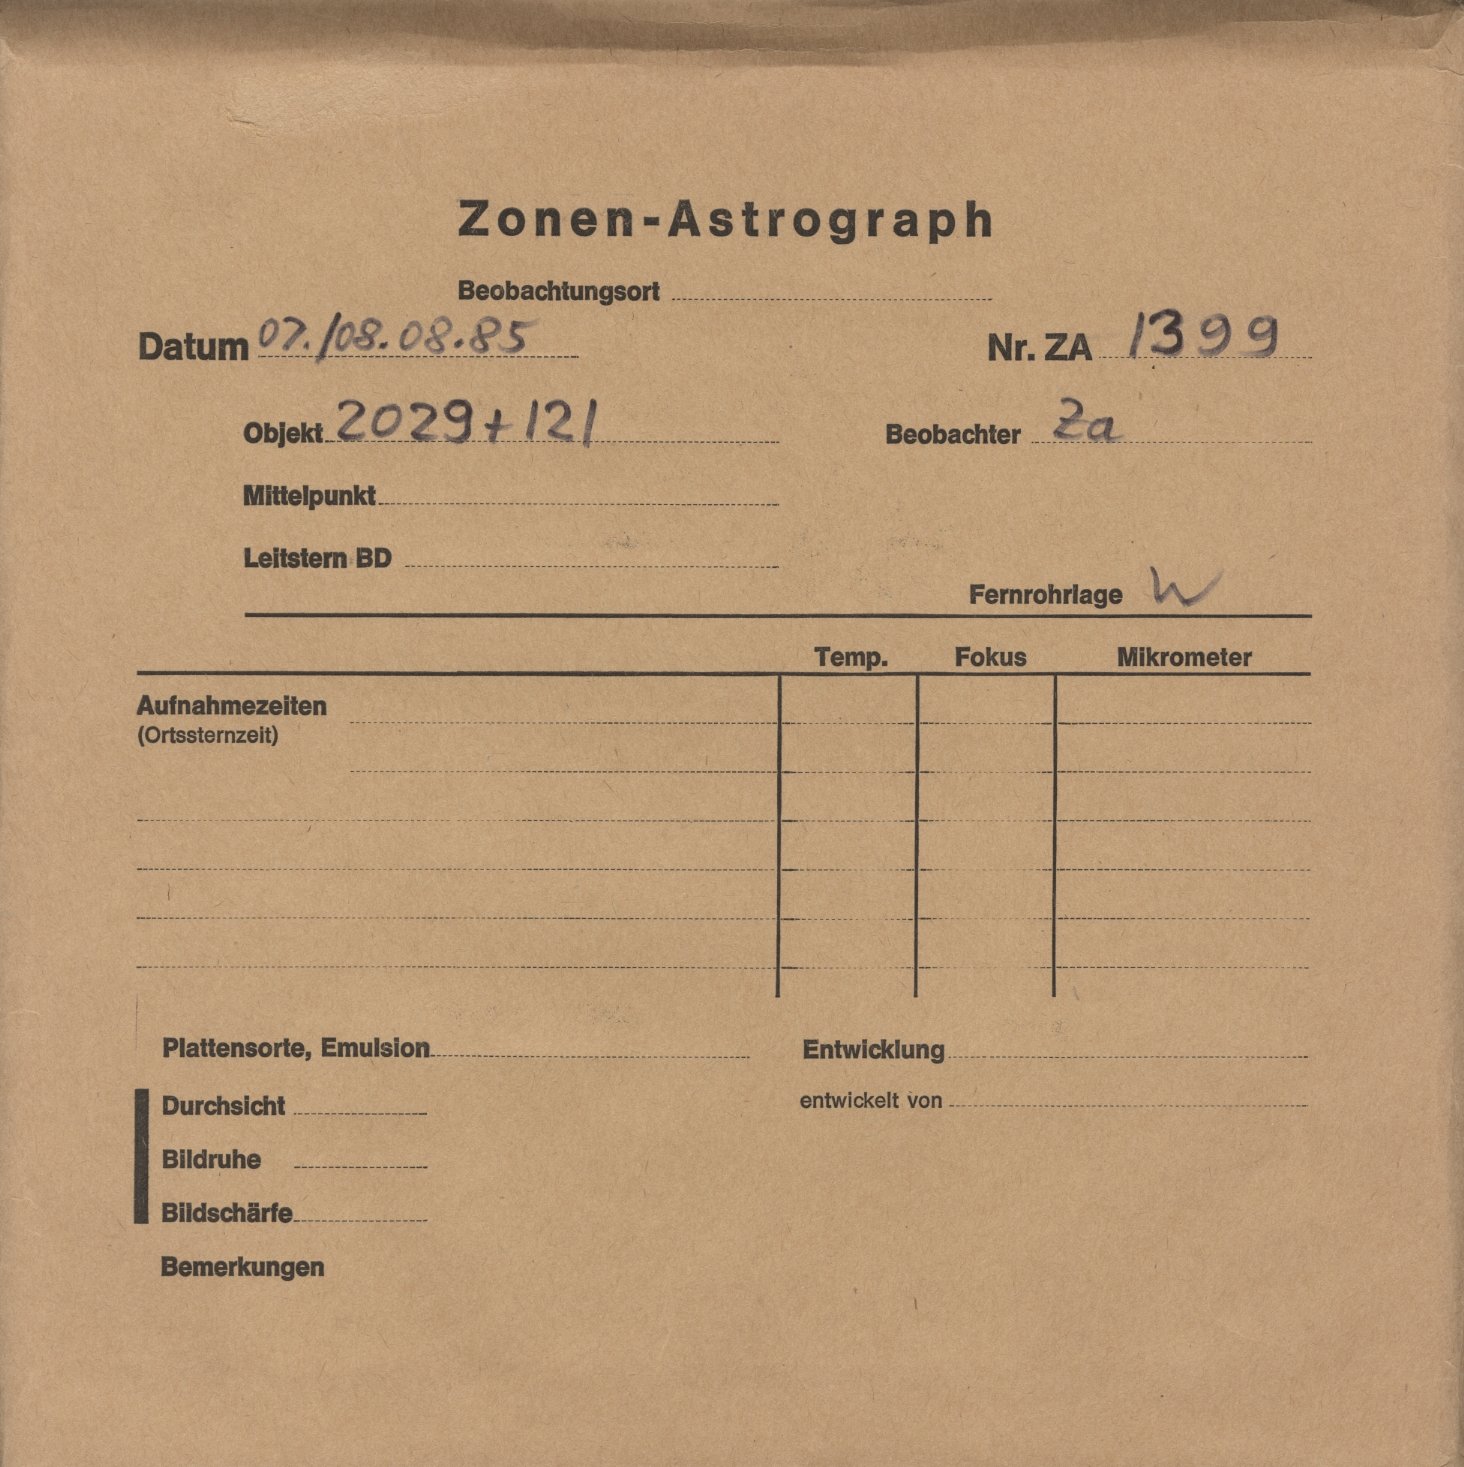 Zonen-Astrograph
Beobachtungsort
Datum 07./08.08.85 Nr. ZA 1399
Objekt 2029+121 Beobachter Za
Mittelpunkt
Leitstern BD
Fernrohrlage W
Temp. Fokus Mikrometer
Aufnahmezeiten
(Ortssternzeit)
Plattensorte, Emulsion Entwicklung
Durchsicht entwickelt von
Bildruhe
Bildschärfe
Bemerkungen